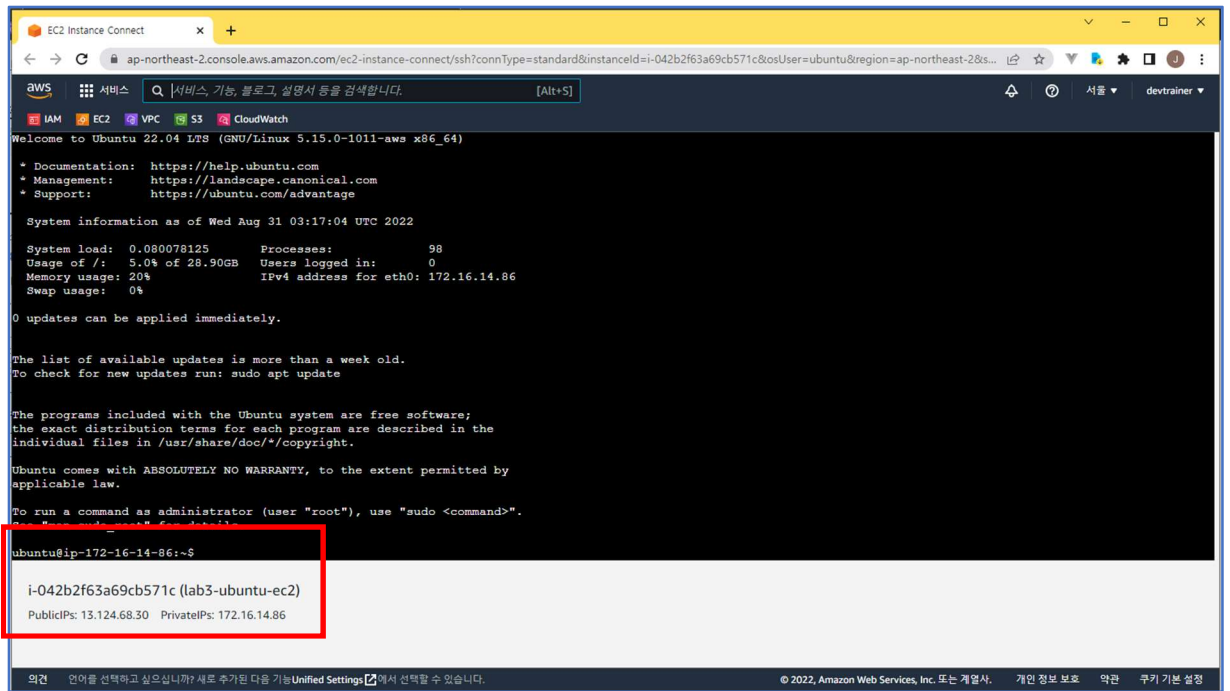 EC2 Instance Connect
ap-northeast-2.console.aws.amazon.com/ec2-instance-connect/ssh?connType=standard&instanceId=i-042b2f63a69cb571c&osUser=ubuntu&region=ap-northeast-2&s...
J
aws 서비스 서비스, 기능, 블로그, 설명서 등을 검색합니다. [Alt+S] 서울 ▼ devtrainer ▼
IAM EC2 VPC S3 CloudWatch
Welcome to Ubuntu 22.04 LTS (GNU/Linux 5.15.0-1011-aws x86_64)
* Documentation: https://help.ubuntu.com
* Management: https://landscape.canonical.com
* Support: https://ubuntu.com/advantage
System information as of Wed Aug 31 03:17:04 UTC 2022
System load: 0.080078125 Processes: 98
Usage of /: 5.0% of 28.90GB Users logged in: 0
Memory usage: 20% IPv4 address for eth0: 172.16.14.86
Swap usage: 0%
0 updates can be applied immediately.
The list of available updates is more than a week old.
To check for new updates run: sudo apt update
The programs included with the Ubuntu system are free software;
the exact distribution terms for each program are described in the
individual files in /usr/share/doc/*/copyright.
Ubuntu comes with ABSOLUTELY NO WARRANTY, to the extent permitted by
applicable law.
To run a command as administrator (user "root"), use "sudo <command>".
See "man sudo_root" for details.
ubuntu@ip-172-16-14-86:~$
i-042b2f63a69cb571c (lab3-ubuntu-ec2)
PublicIPs: 13.124.68.30 PrivateIPs: 172.16.14.86
의견 언어를 선택하고 싶으십니까? 새로 추가된 다음 기능Unified Settings에서 선택할 수 있습니다. © 2022, Amazon Web Services, Inc. 또는 계열사. 개인 정보 보호 약관 쿠키 기본 설정